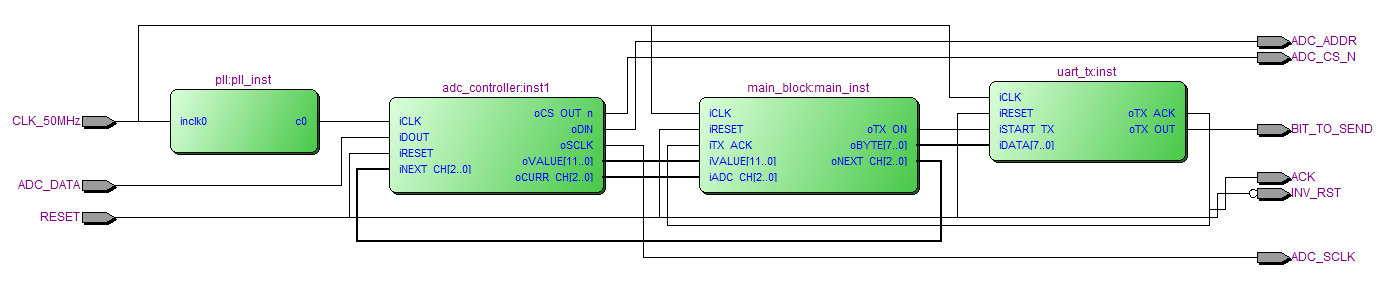 CLK_50MHz
ADC_DATA
RESET
pll:pll_inst
inclk0 c0
adc_controller:inst1
iCLK
iDOUT
iRESET
iNEXT_CH[2..0]
oCS_OUT_n
oDIN
oSCLK
oVALUE[11..0]
oCURR_CH[2..0]
main_block:main_inst
iCLK
iRESET
iTX_ACK
iVALUE[11..0]
iADC_CH[2..0]
oTX_ON
oBYTE[7..0]
oNEXT_CH[2..0]
uart_tx:inst
iCLK
iRESET
iSTART_TX
iDATA[7..0]
oTX_ACK
oTX_OUT
ADC_ADDR
ADC_CS_N
BIT_TO_SEND
ACK
INV_RST
ADC_SCLK